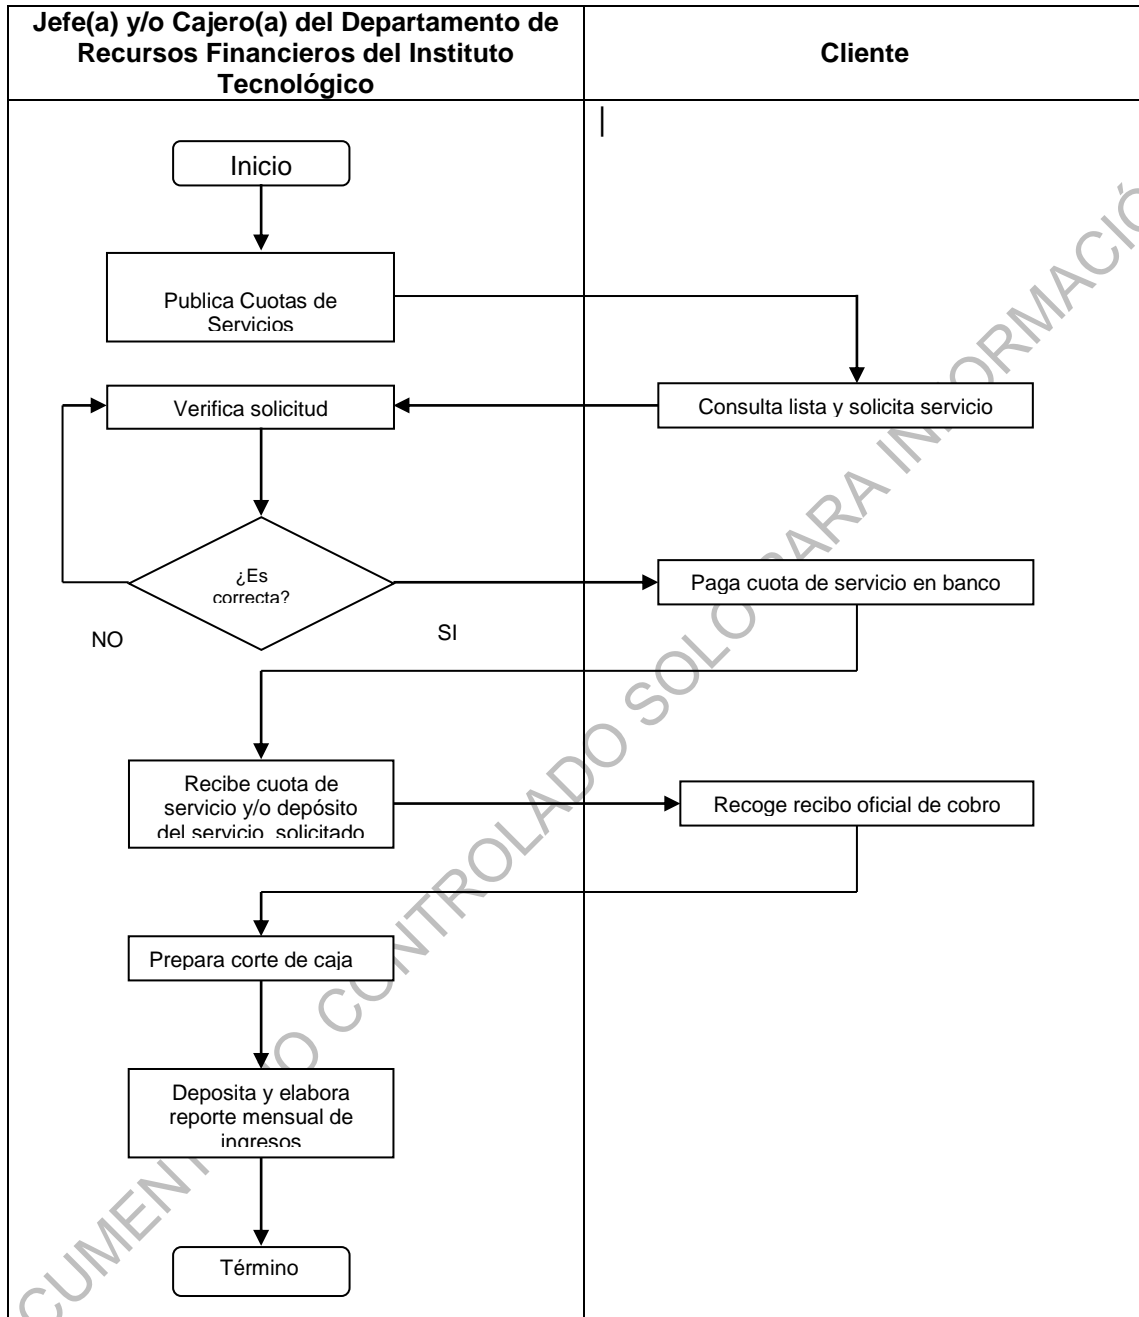 Jefe(a) y/o Cajero(a) del Departamento de
Recursos Financieros del Instituto
Tecnológico
Cliente
Inicio
Publica Cuotas de
Servicios
Verifica solicitud
Consulta lista y solicita servicio
¿Es
correcta?
Paga cuota de servicio en banco
NO
SI
Recibe cuota de
servicio y/o depósito
del servicio solicitado
Recoge recibo oficial de cobro
Prepara corte de caja
Deposita y elabora
reporte mensual de
ingresos
Término
CUMENTO NO CONTROLADO SOLO PARA INFORMACIÓ